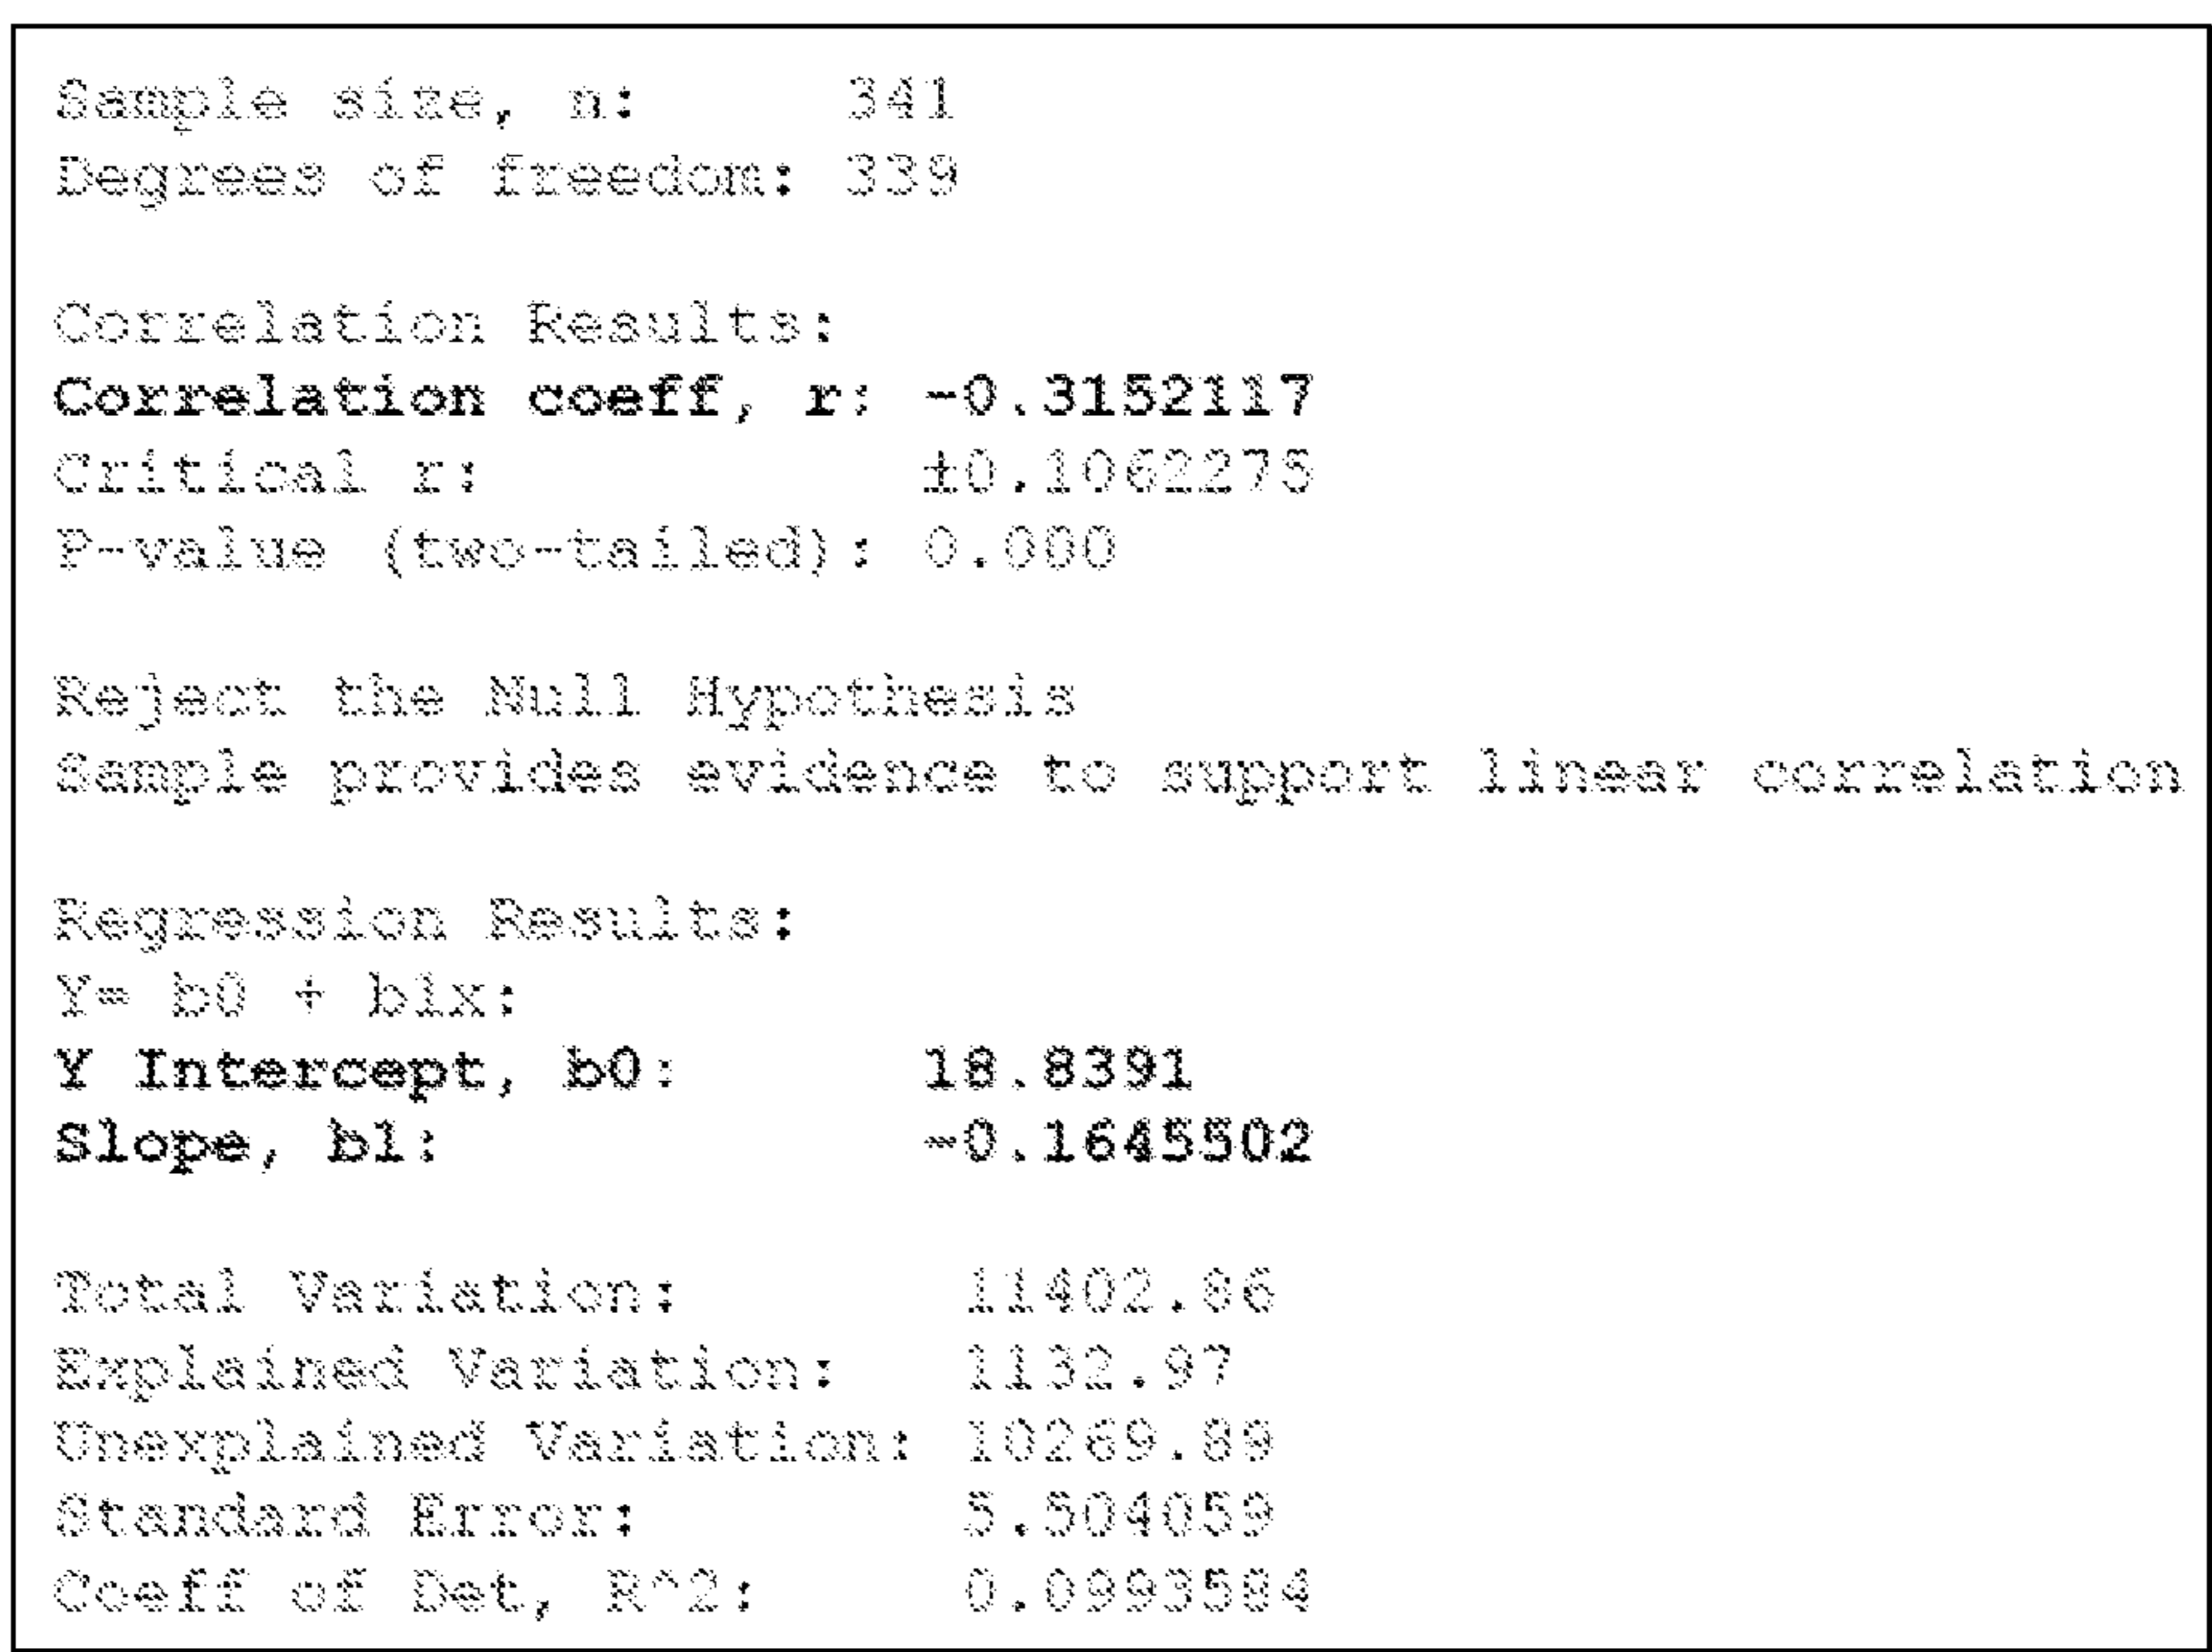 Sample size, n: 341
Degrees of freedom: 339
Correlation Results:
Correlation coeff, r: -0.3152117
Critical r: ±0.1062275
P-value (two-tailed): 0.000
Reject the Null Hypothesis
Sample provides evidence to support linear correlation
Regression Results:
Y= b0 + b1x:
Y Intercept, b0: 18.8391
Slope, b1: -0.1645502
Total Variation: 11402.86
Explained Variation: 1132.97
Unexplained Variation: 10269.89
Standard Error: 5.504059
Coeff of Det, R^2: 0.0993584